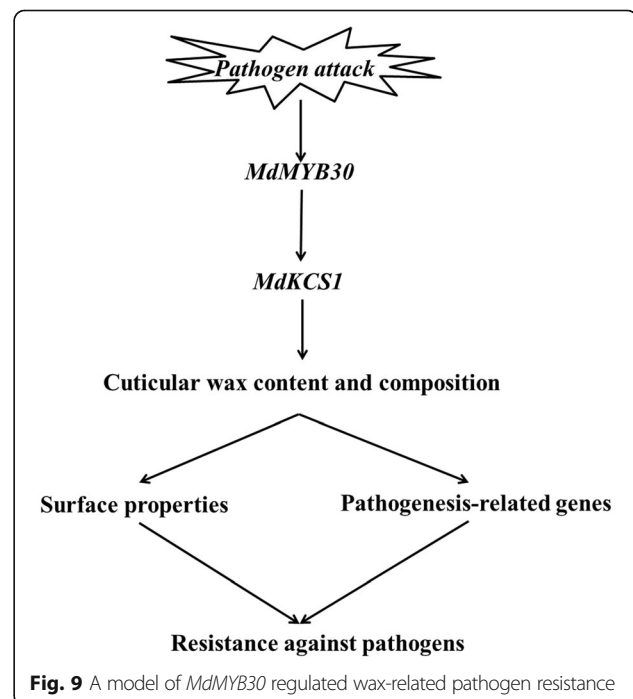 Pathogen attack
MdMYB30
MdKCS1
Cuticular wax content and composition
Surface properties
Pathogenesis-related genes
Resistance against pathogens
Fig. 9 A model of MdMYB30 regulated wax-related pathogen resistance